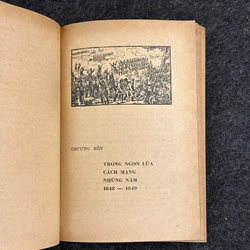 CHƯƠNG BỐN
TRONG NGỌN LỬA
CÁCH MẠNG
NHỮNG NĂM
1848 — 1849